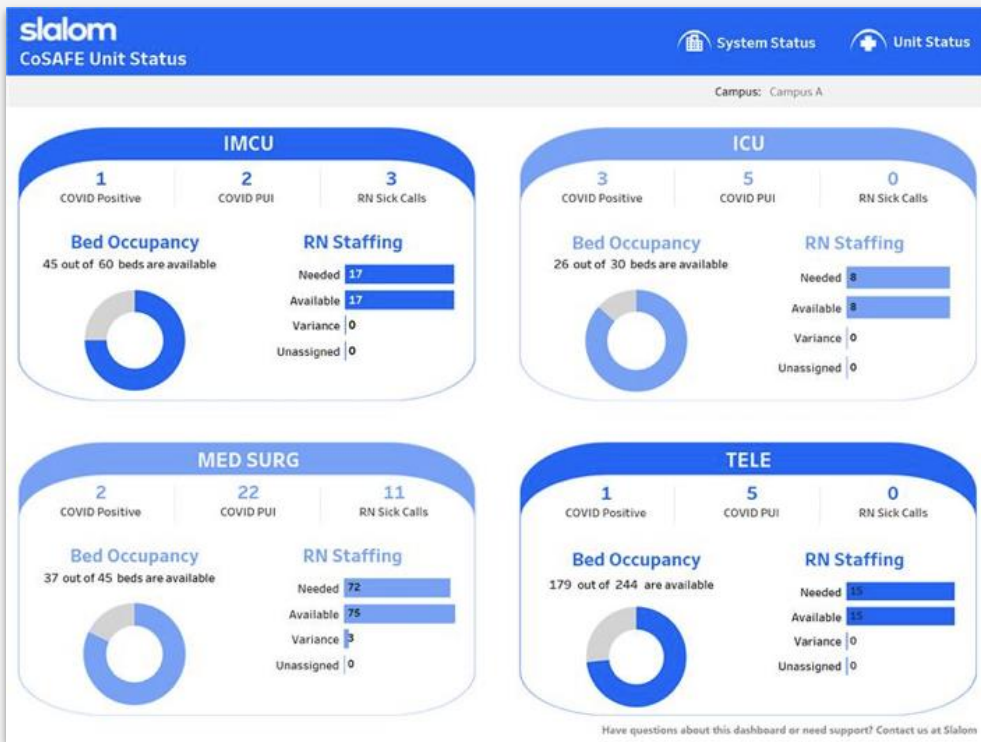 slalom
CoSAFE Unit Status
System Status
Unit Status
Campus: Campus A
IMCU
1 2 3
COVID Positive COVID PUI RN Sick Calls
Bed Occupancy
45 out of 60 beds are available
RN Staffing
Needed 17
Available 17
Variance 0
Unassigned 0
ICU
3 5 0
COVID Positive COVID PUI RN Sick Calls
Bed Occupancy
26 out of 30 beds are available
RN Staffing
Needed 8
Available 8
Variance 0
Unassigned 0
MED SURG
2 22 11
COVID Positive COVID PUI RN Sick Calls
Bed Occupancy
37 out of 45 beds are available
RN Staffing
Needed 72
Available 75
Variance 3
Unassigned 0
TELE
1 5 0
COVID Positive COVID PUI RN Sick Calls
Bed Occupancy
179 out of 244 are available
RN Staffing
Needed 15
Available 15
Variance 0
Unassigned 0
Have questions about this dashboard or need support? Contact us at Slalom